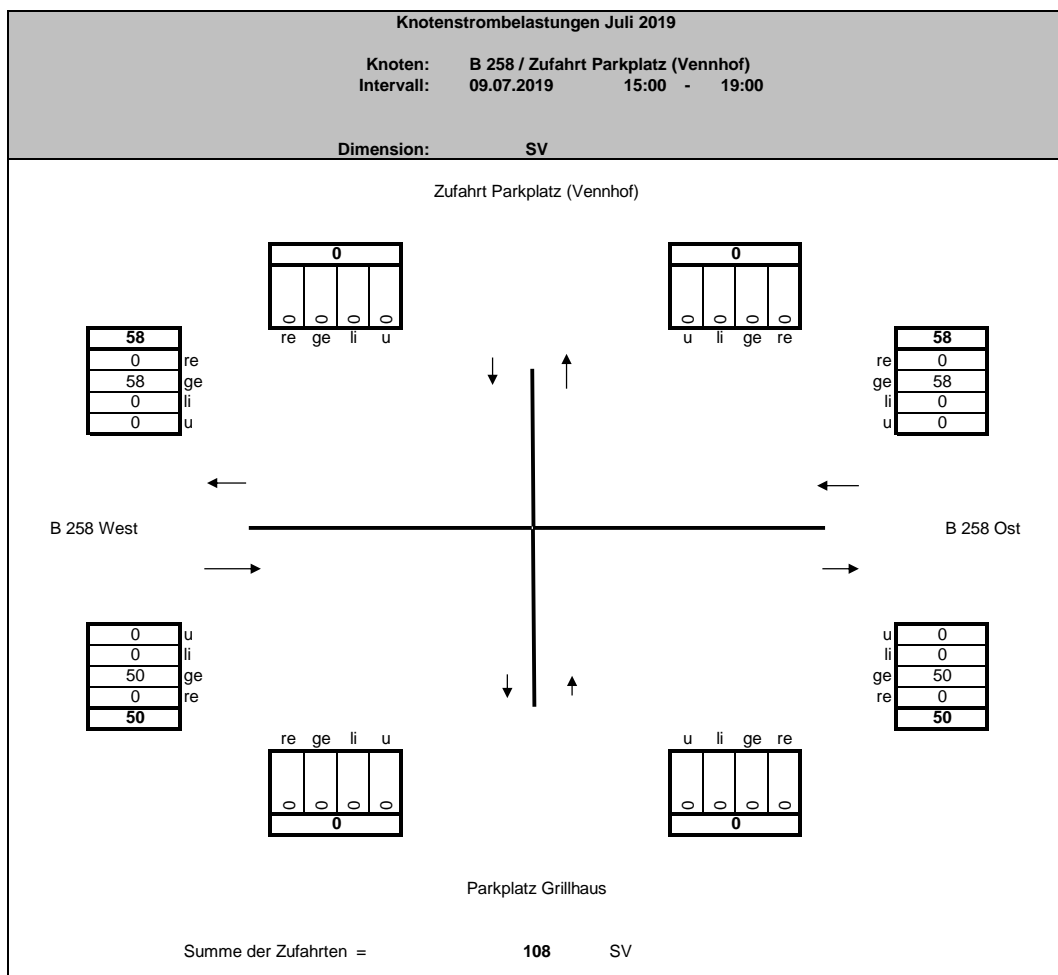 Knotenstrombelastungen Juli 2019
Knoten: B 258 / Zufahrt Parkplatz (Vennhof)
Intervall: 09.07.2019 15:00 - 19:00
Dimension: SV
Zufahrt Parkplatz (Vennhof)
0 0
0 0 0 0 0 0 0 0
re ge li u u li ge re
58 58
0 re re 0
58 ge ge 58
0 li li 0
0 u u 0
B 258 West B 258 Ost
0 u u 0
0 li li 0
50 ge ge 50
0 re re 0
50 50
re ge li u u li ge re
0 0 0 0 0 0 0 0
0 0
Parkplatz Grillhaus
Summe der Zufahrten = 108 SV